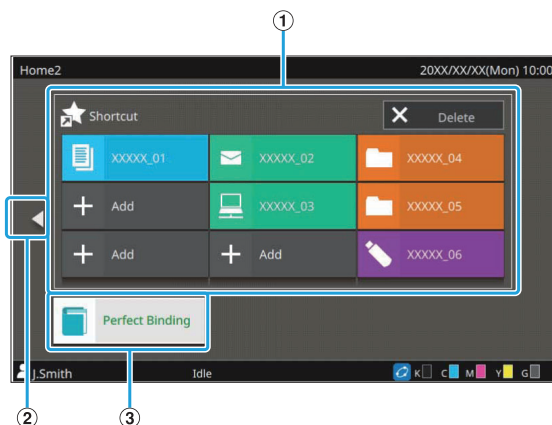 ①
Home2 20XX/XX/XX(Mon) 10:00
Shortcut Delete
XXXXX_01 XXXXX_02 XXXXX_04
Add XXXXX_03 XXXXX_05
Add Add XXXXX_06
Perfect Binding
J.Smith Idle K C M Y G
② ③